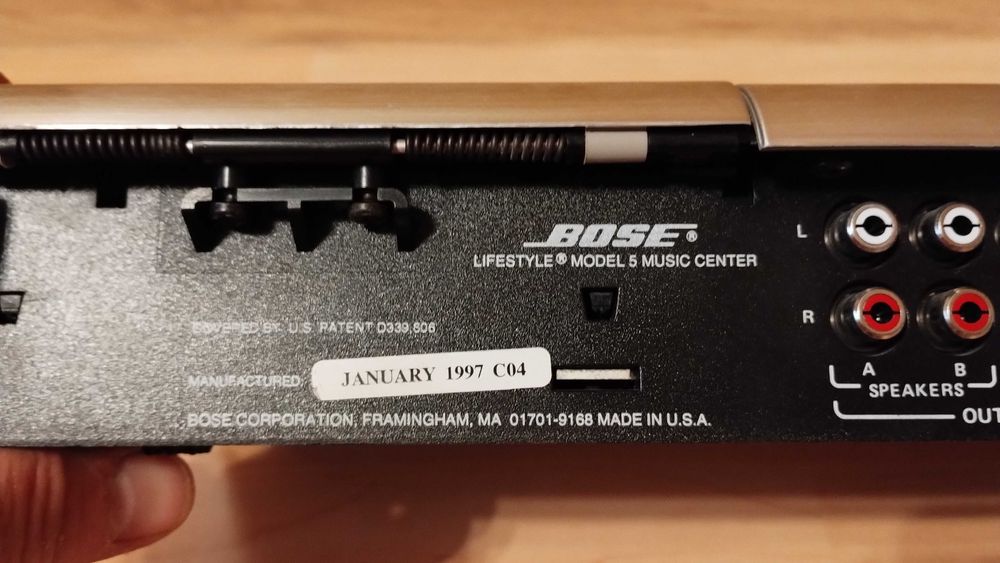 BOSE®
LIFESTYLE® MODEL 5 MUSIC CENTER
COVERED BY U.S. PATENT D339,606
MANUFACTURED JANUARY 1997 C04
BOSE CORPORATION, FRAMINGHAM, MA 01701-9168 MADE IN U.S.A.
L
R
A B
SPEAKERS
OUT